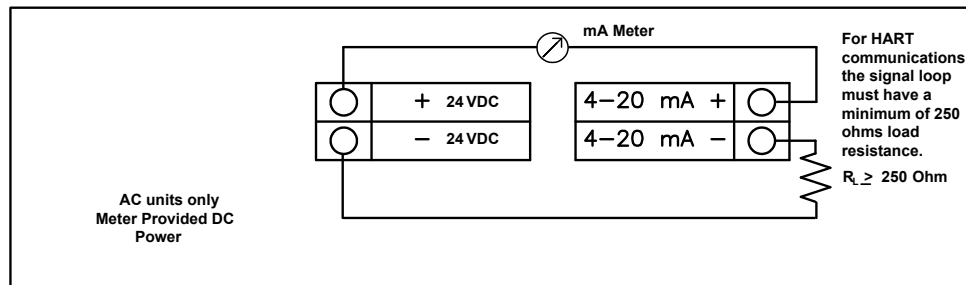 mA Meter
For HART
communications
the signal loop
must have a
minimum of 250
ohms load
resistance.
R_L ≥ 250 Ohm
+ 24 VDC
− 24 VDC
4−20 mA +
4−20 mA −
AC units only
Meter Provided DC
Power